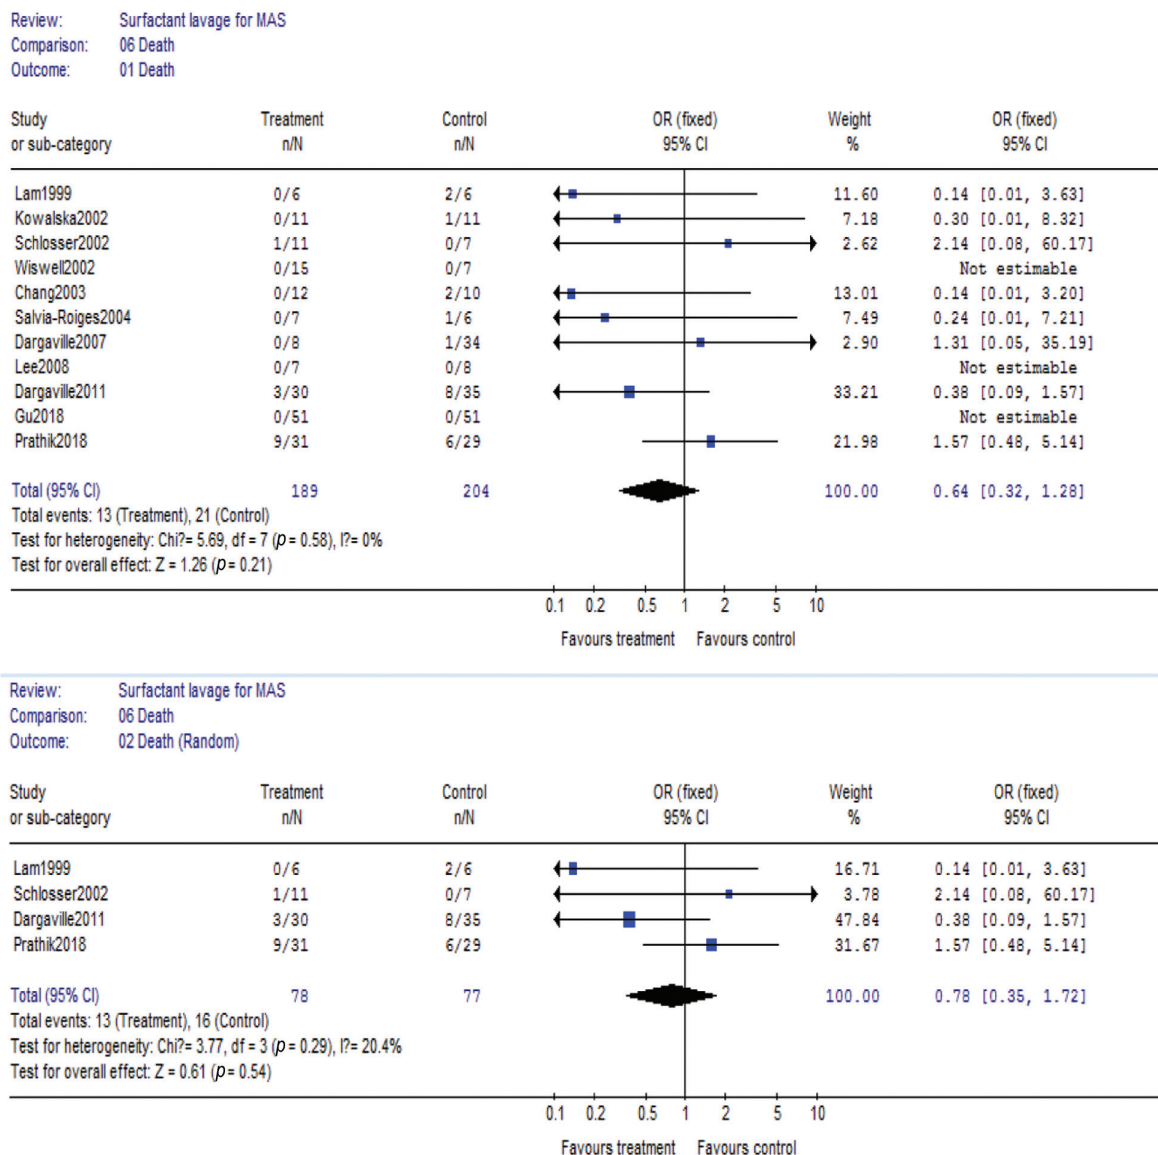 Review: Surfactant lavage for MAS
Comparison: 06 Death
Outcome: 01 Death
Study Treatment Control OR (fixed) Weight OR (fixed)
or sub-category n/N n/N 95% CI % 95% CI
Lam1999 0/6 2/6 11.60 0.14 [0.01, 3.63]
Kowalska2002 0/11 1/11 7.18 0.30 [0.01, 8.32]
Schlosser2002 1/11 0/7 2.62 2.14 [0.08, 60.17]
Wiswell2002 0/15 0/7 Not estimable
Chang2003 0/12 2/10 13.01 0.14 [0.01, 3.20]
Salvia-Roiges2004 0/7 1/6 7.49 0.24 [0.01, 7.21]
Dargaville2007 0/8 1/34 2.90 1.31 [0.05, 35.19]
Lee2008 0/7 0/8 Not estimable
Dargaville2011 3/30 8/35 33.21 0.38 [0.09, 1.57]
Gu2018 0/51 0/51 Not estimable
Prathik2018 9/31 6/29 21.98 1.57 [0.48, 5.14]
Total (95% CI) 189 204 100.00 0.64 [0.32, 1.28]
Total events: 13 (Treatment), 21 (Control)
Test for heterogeneity: Chi?= 5.69, df = 7 (p = 0.58), I?= 0%
Test for overall effect: Z = 1.26 (p = 0.21)
0.1 0.2 0.5 1 2 5 10
Favours treatment Favours control
Review: Surfactant lavage for MAS
Comparison: 06 Death
Outcome: 02 Death (Random)
Study Treatment Control OR (fixed) Weight OR (fixed)
or sub-category n/N n/N 95% CI % 95% CI
Lam1999 0/6 2/6 16.71 0.14 [0.01, 3.63]
Schlosser2002 1/11 0/7 3.78 2.14 [0.08, 60.17]
Dargaville2011 3/30 8/35 47.84 0.38 [0.09, 1.57]
Prathik2018 9/31 6/29 31.67 1.57 [0.48, 5.14]
Total (95% CI) 78 77 100.00 0.78 [0.35, 1.72]
Total events: 13 (Treatment), 16 (Control)
Test for heterogeneity: Chi?= 3.77, df = 3 (p = 0.29), I?= 20.4%
Test for overall effect: Z = 0.61 (p = 0.54)
0.1 0.2 0.5 1 2 5 10
Favours treatment Favours control